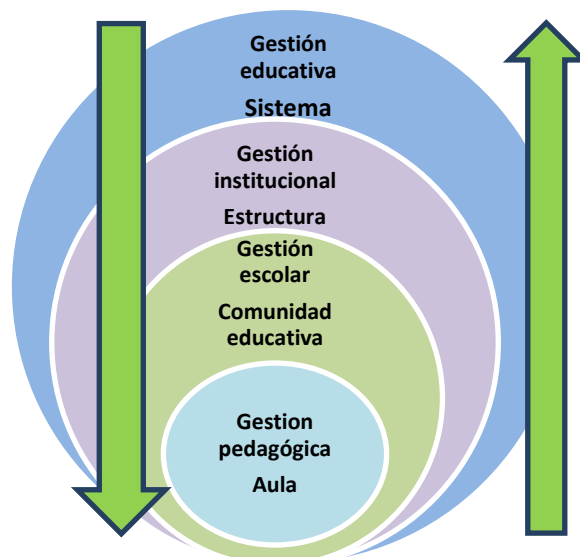 Gestión
educativa
Sistema
Gestión
institucional
Estructura
Gestión
escolar
Comunidad
educativa
Gestion
pedagógica
Aula